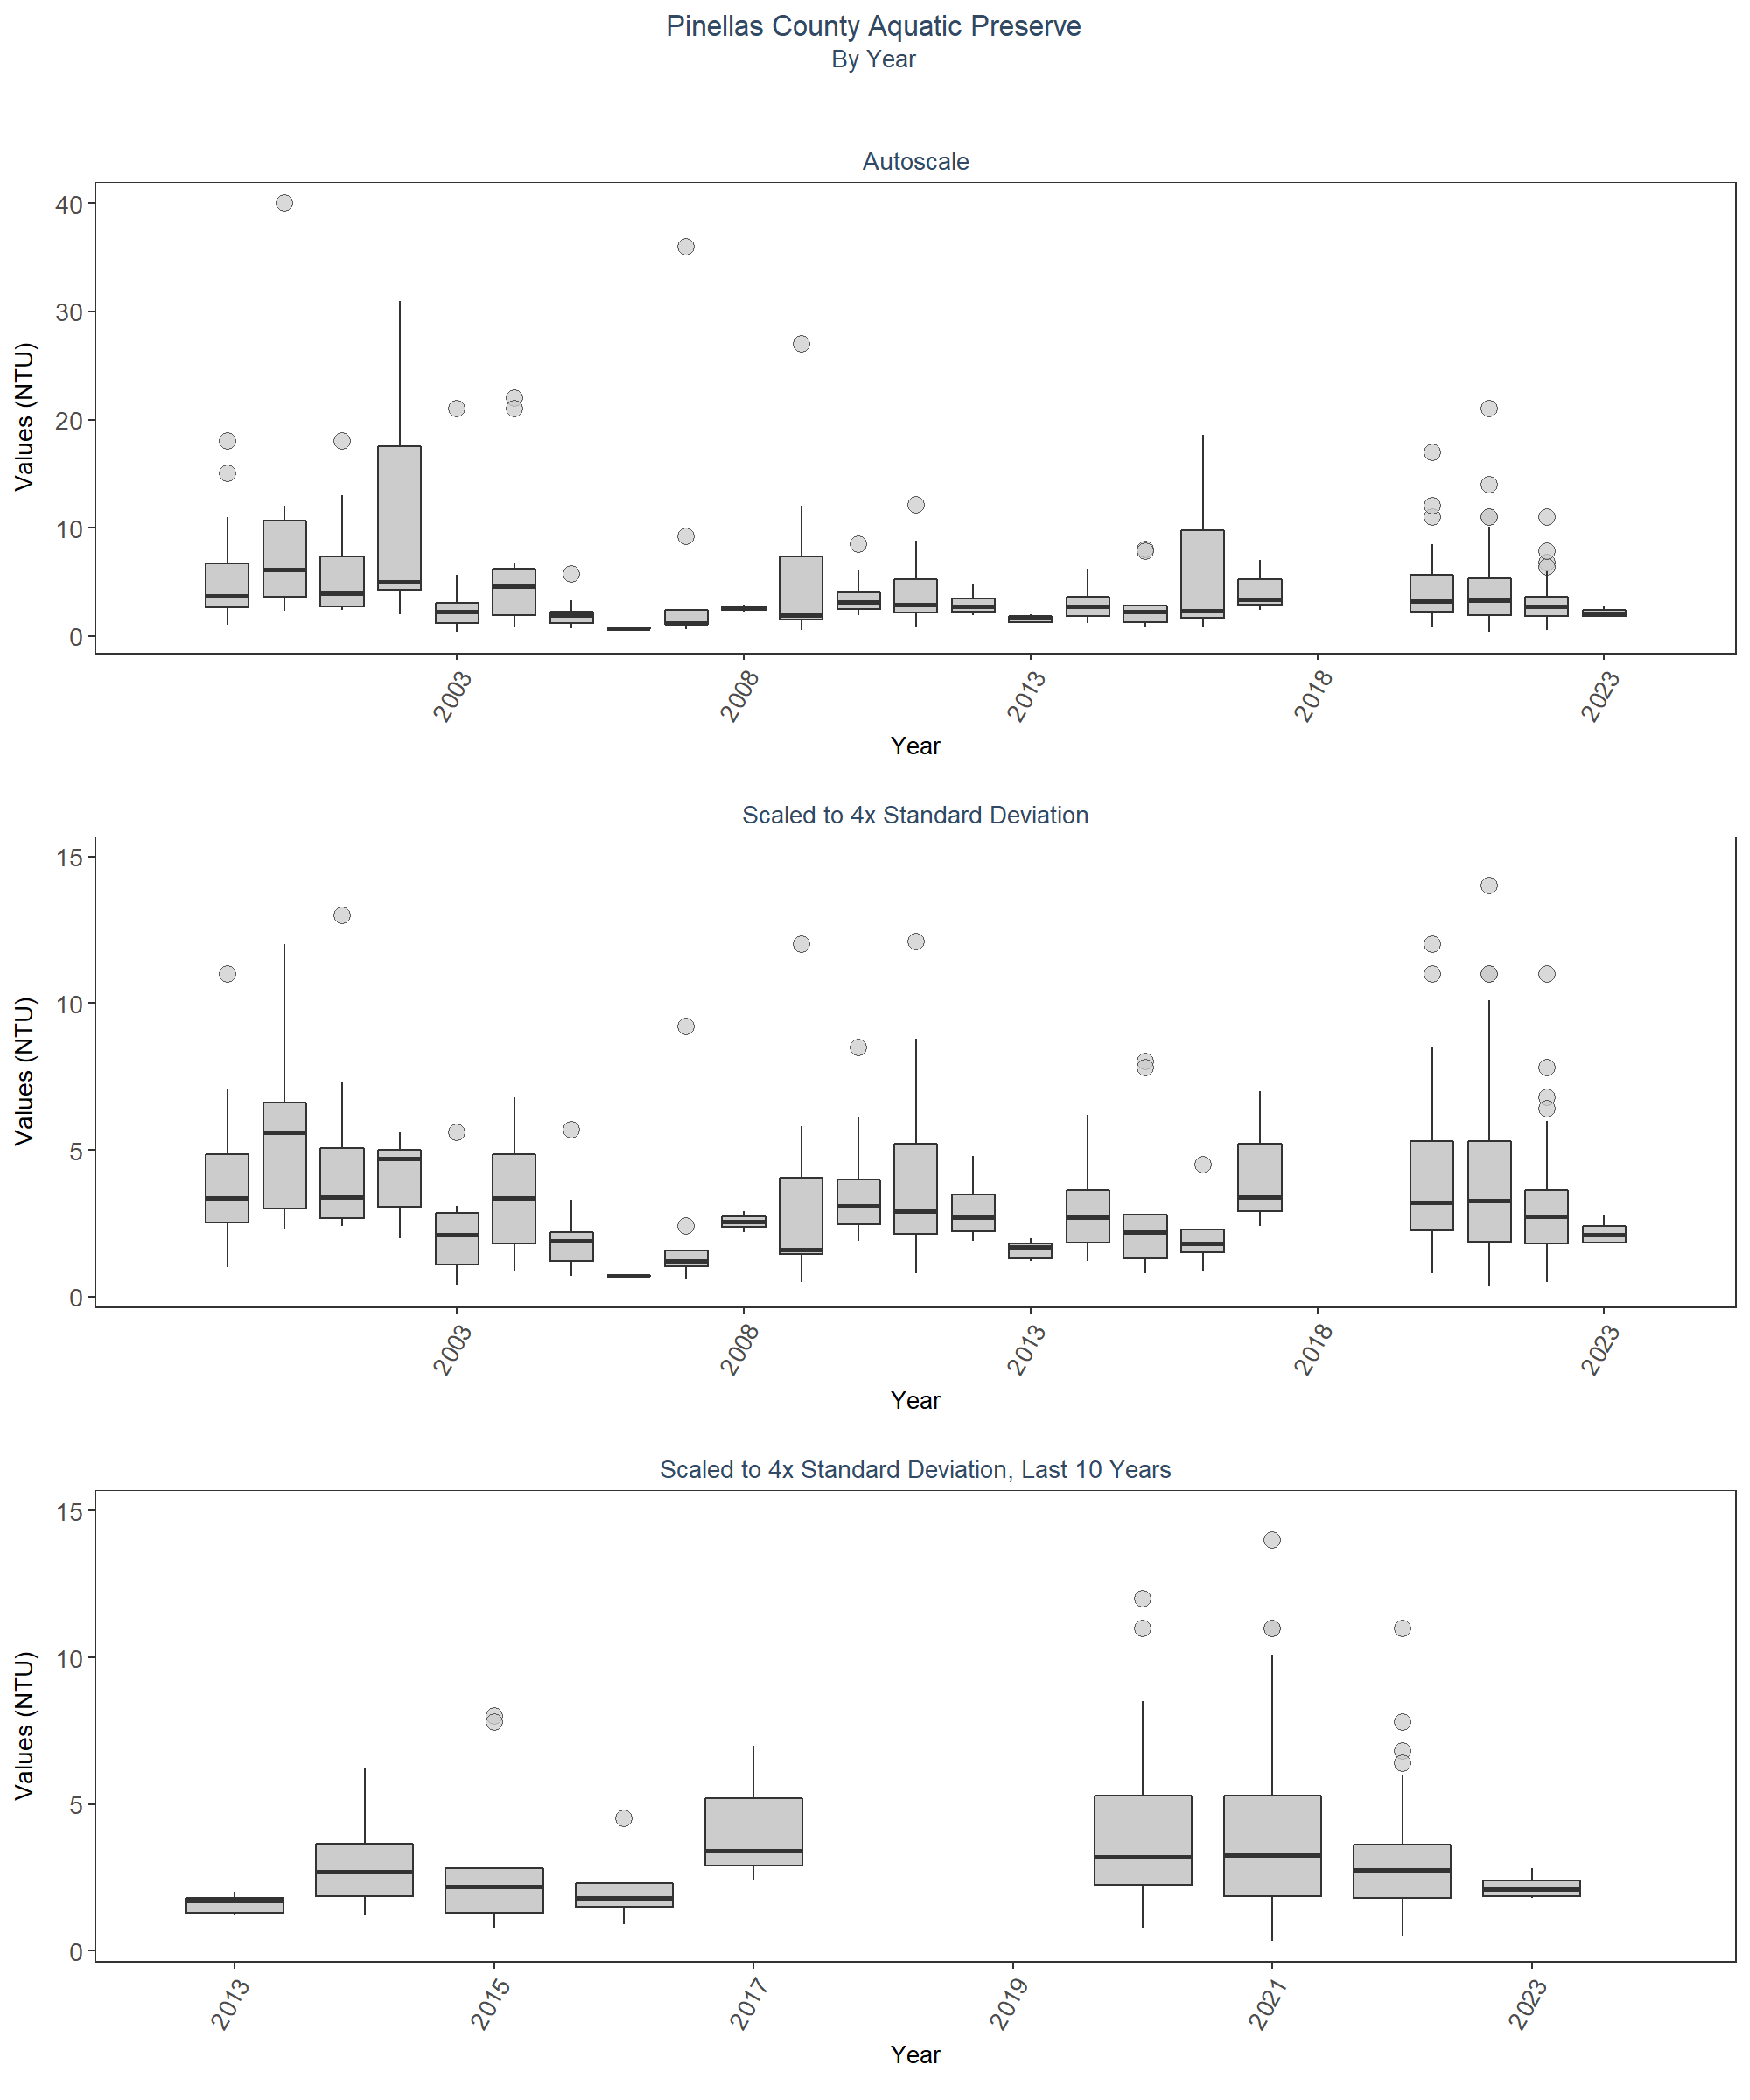 Pinellas County Aquatic Preserve
By Year
Autoscale
40
30
20
10
0
Values (NTU)
2003
2008
2013
2018
2023
Year
Scaled to 4x Standard Deviation
15
10
5
0
Values (NTU)
2003
2008
2013
2018
2023
Year
Scaled to 4x Standard Deviation, Last 10 Years
15
10
5
0
Values (NTU)
2013
2015
2017
2019
2021
2023
Year